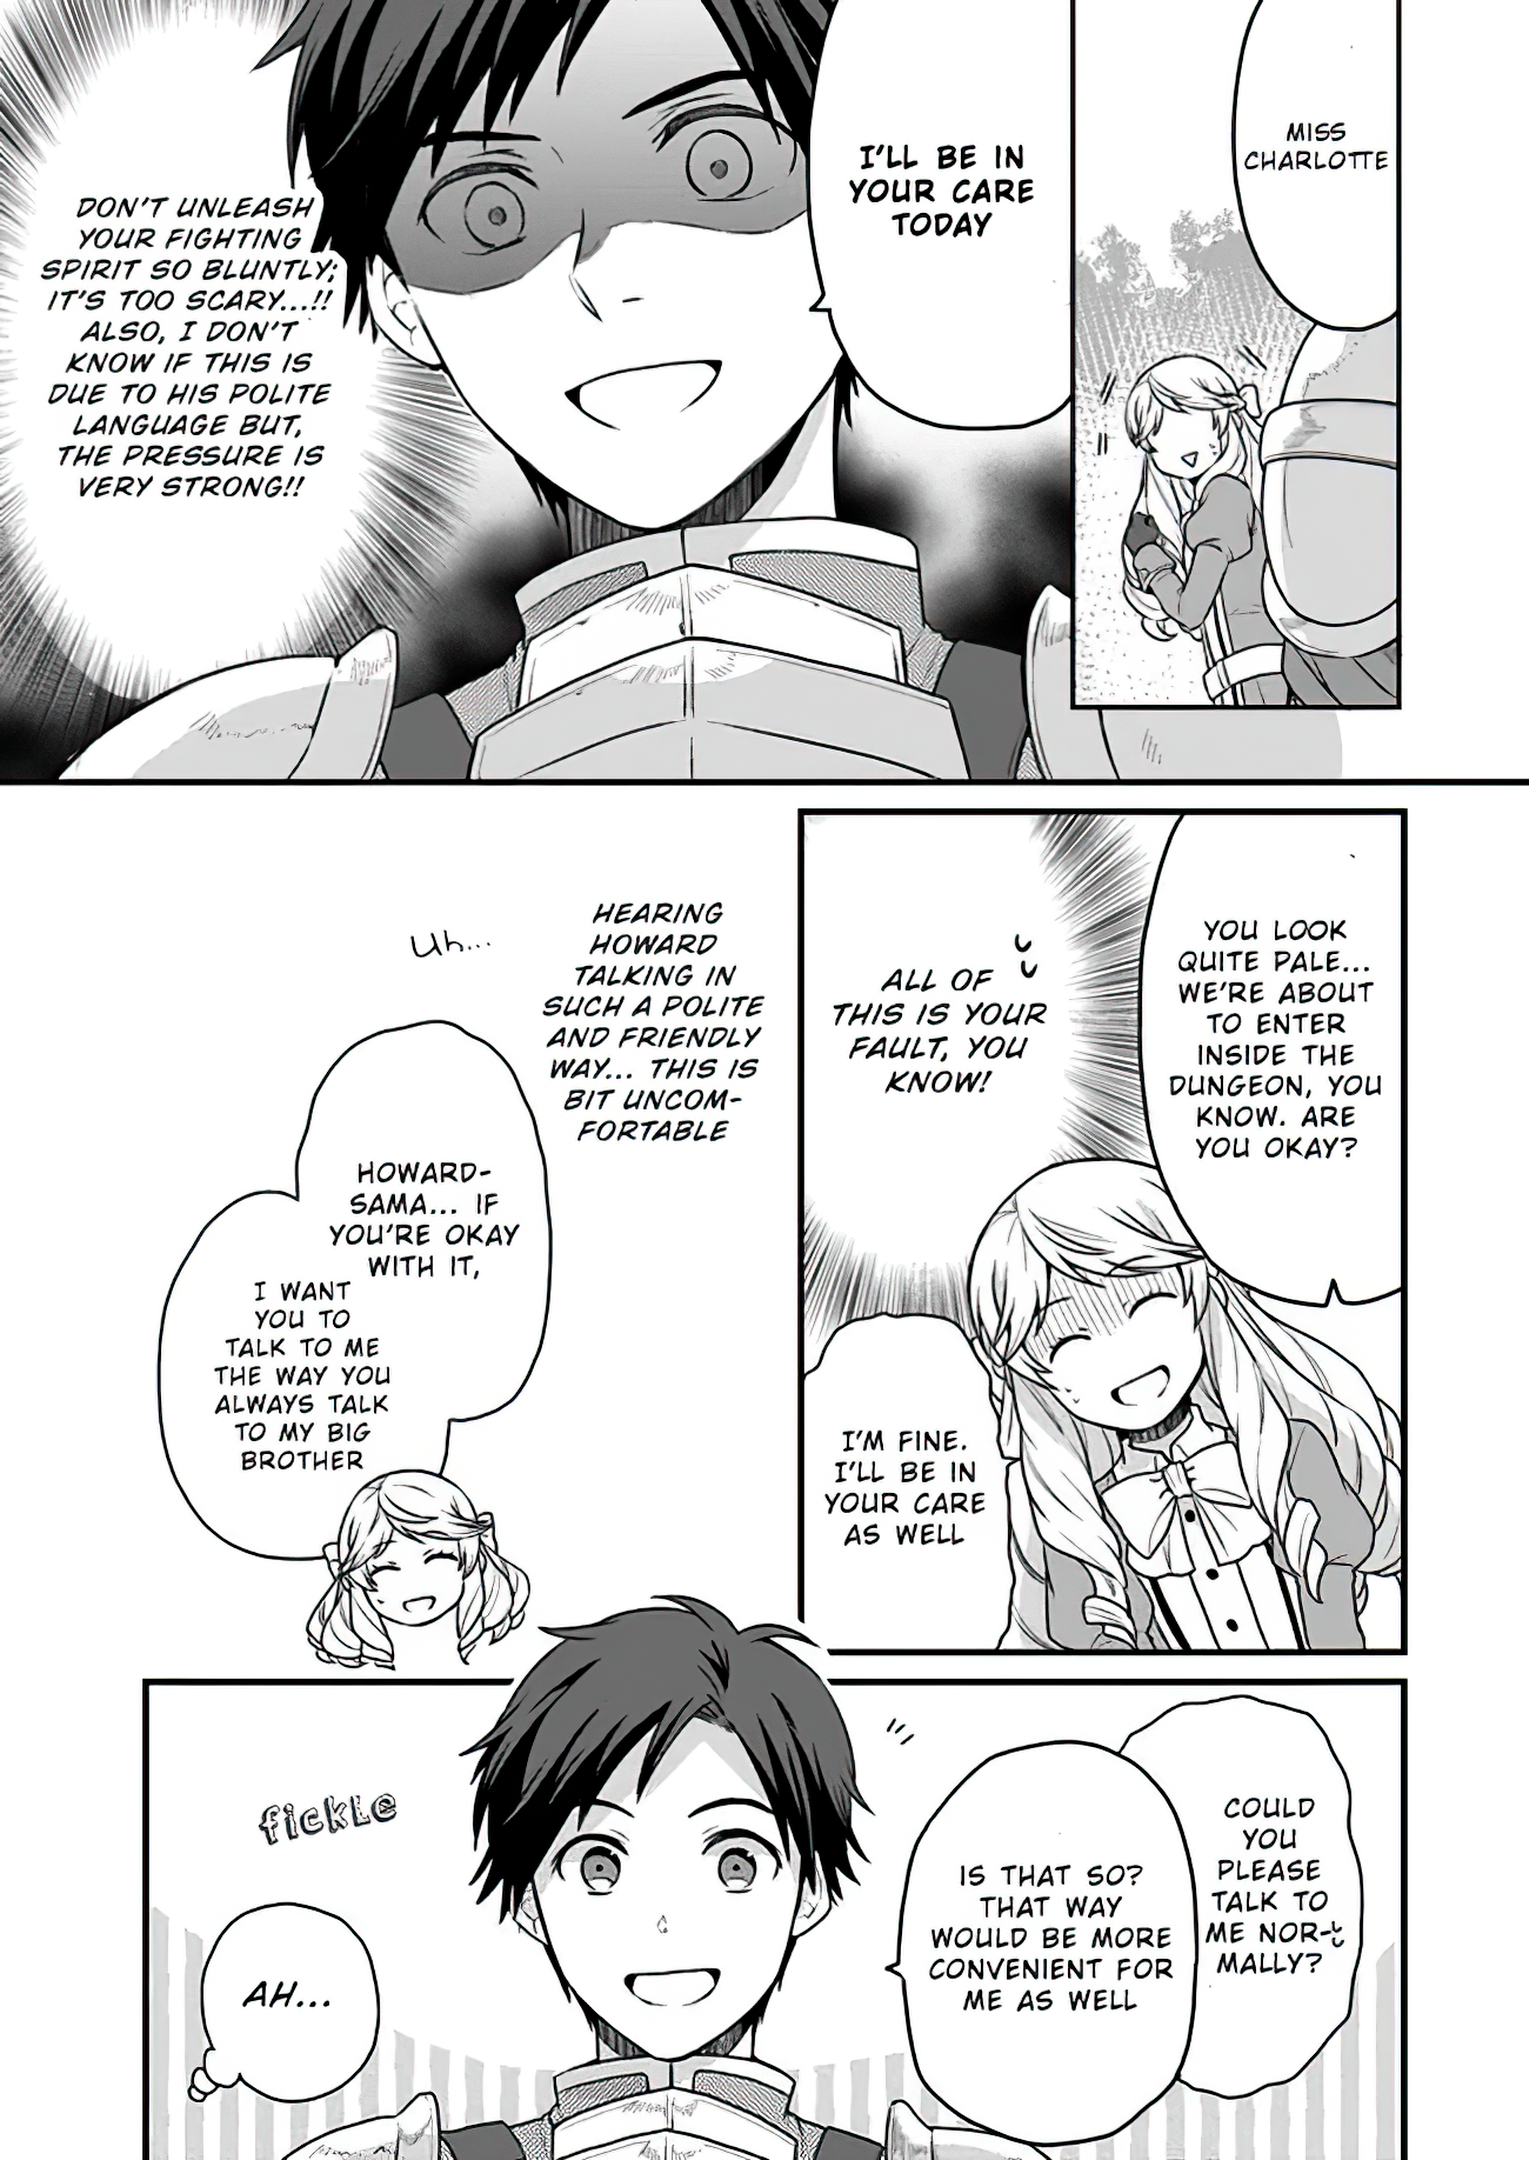 MISS
CHARLOTTE
I'LL BE IN
YOUR CARE
TODAY
DON'T UNLEASH
YOUR FIGHTING
SPIRIT SO BLUNTLY;
IT'S TOO SCARY...!!
ALSO, I DON'T
KNOW IF THIS IS
DUE TO HIS POLITE
LANGUAGE BUT,
THE PRESSURE IS
VERY STRONG!!
YOU LOOK
QUITE PALE...
WE'RE ABOUT
TO ENTER
INSIDE THE
DUNGEON, YOU
KNOW. ARE
YOU OKAY?
ALL OF
THIS IS YOUR
FAULT, YOU
KNOW!
I'M FINE.
I'LL BE IN
YOUR CARE
AS WELL
HEARING
HOWARD
TALKING IN
SUCH A POLITE
AND FRIENDLY
WAY... THIS IS
BIT UNCOM-
FORTABLE
Uh...
HOWARD-
SAMA... IF
YOU'RE OKAY
WITH IT,
I WANT
YOU TO
TALK TO ME
THE WAY YOU
ALWAYS TALK
TO MY BIG
BROTHER
COULD
YOU
PLEASE
TALK TO
ME NOR-
MALLY?
IS THAT SO?
THAT WAY
WOULD BE MORE
CONVENIENT FOR
ME AS WELL
fickLe
AH...